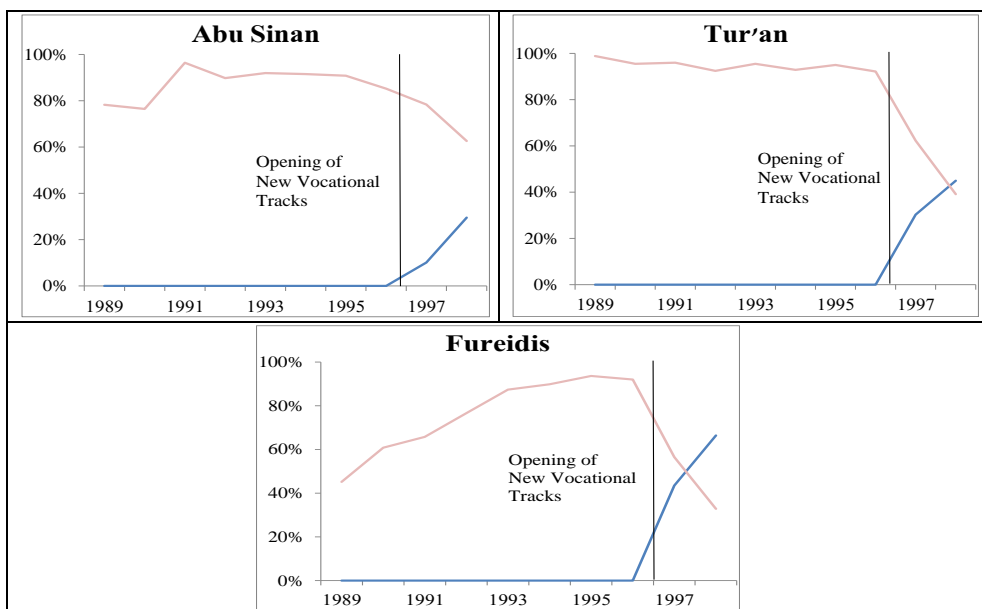 Abu Sinan
100%
80%
60%
40%
20%
0%
Opening of
New Vocational
Tracks
1989 1991 1993 1995 1997
Tur'an
100%
80%
60%
40%
20%
0%
Opening of
New Vocational
Tracks
1989 1991 1993 1995 1997
Fureidis
100%
80%
60%
40%
20%
0%
Opening of
New Vocational
Tracks
1989 1991 1993 1995 1997